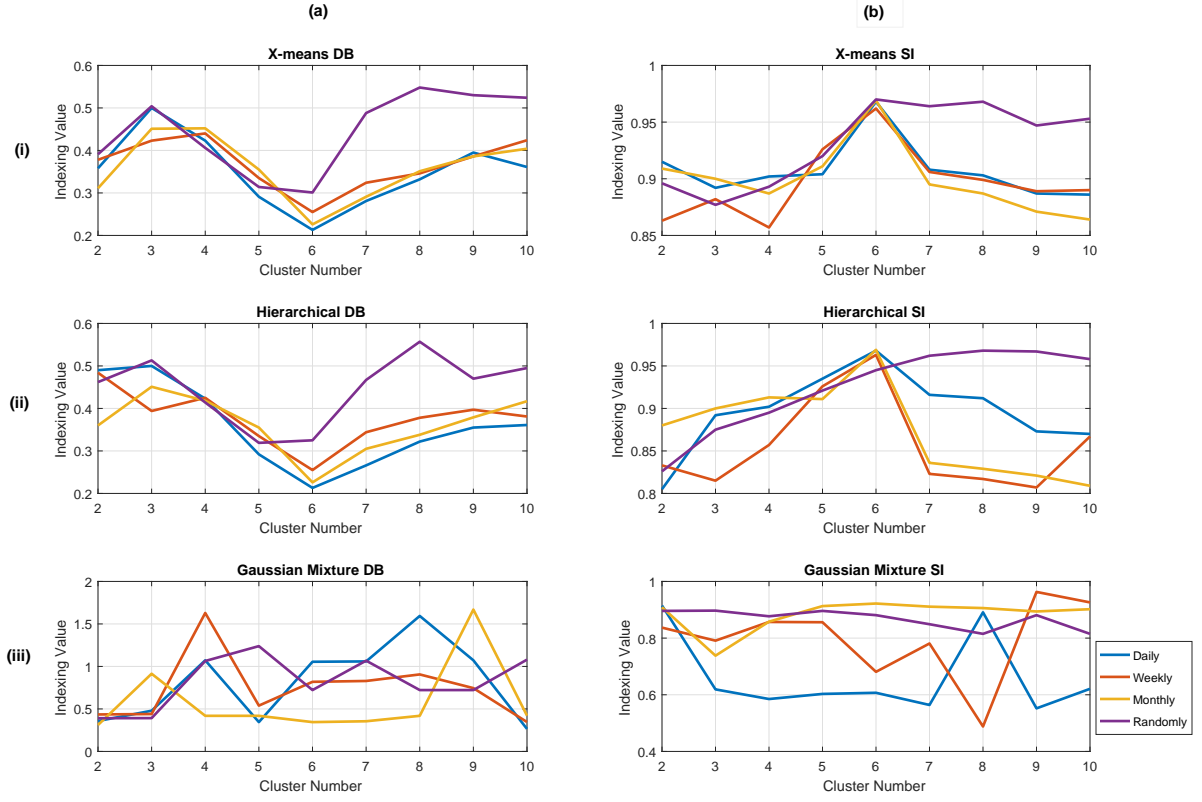 (a)
(b)
X-means DB
X-means SI
(i)
Indexing Value
0.6
0.5
0.4
0.3
0.2
2 3 4 5 6 7 8 9 10
Cluster Number
Indexing Value
1
0.95
0.9
0.85
2 3 4 5 6 7 8 9 10
Cluster Number
Hierarchical DB
Hierarchical SI
(ii)
Indexing Value
0.6
0.5
0.4
0.3
0.2
2 3 4 5 6 7 8 9 10
Cluster Number
Indexing Value
1
0.95
0.9
0.85
0.8
2 3 4 5 6 7 8 9 10
Cluster Number
Gaussian Mixture DB
Gaussian Mixture SI
(iii)
Indexing Value
2
1.5
1
0.5
0
2 3 4 5 6 7 8 9 10
Cluster Number
Indexing Value
1
0.8
0.6
0.4
2 3 4 5 6 7 8 9 10
Cluster Number
Daily
Weekly
Monthly
Randomly